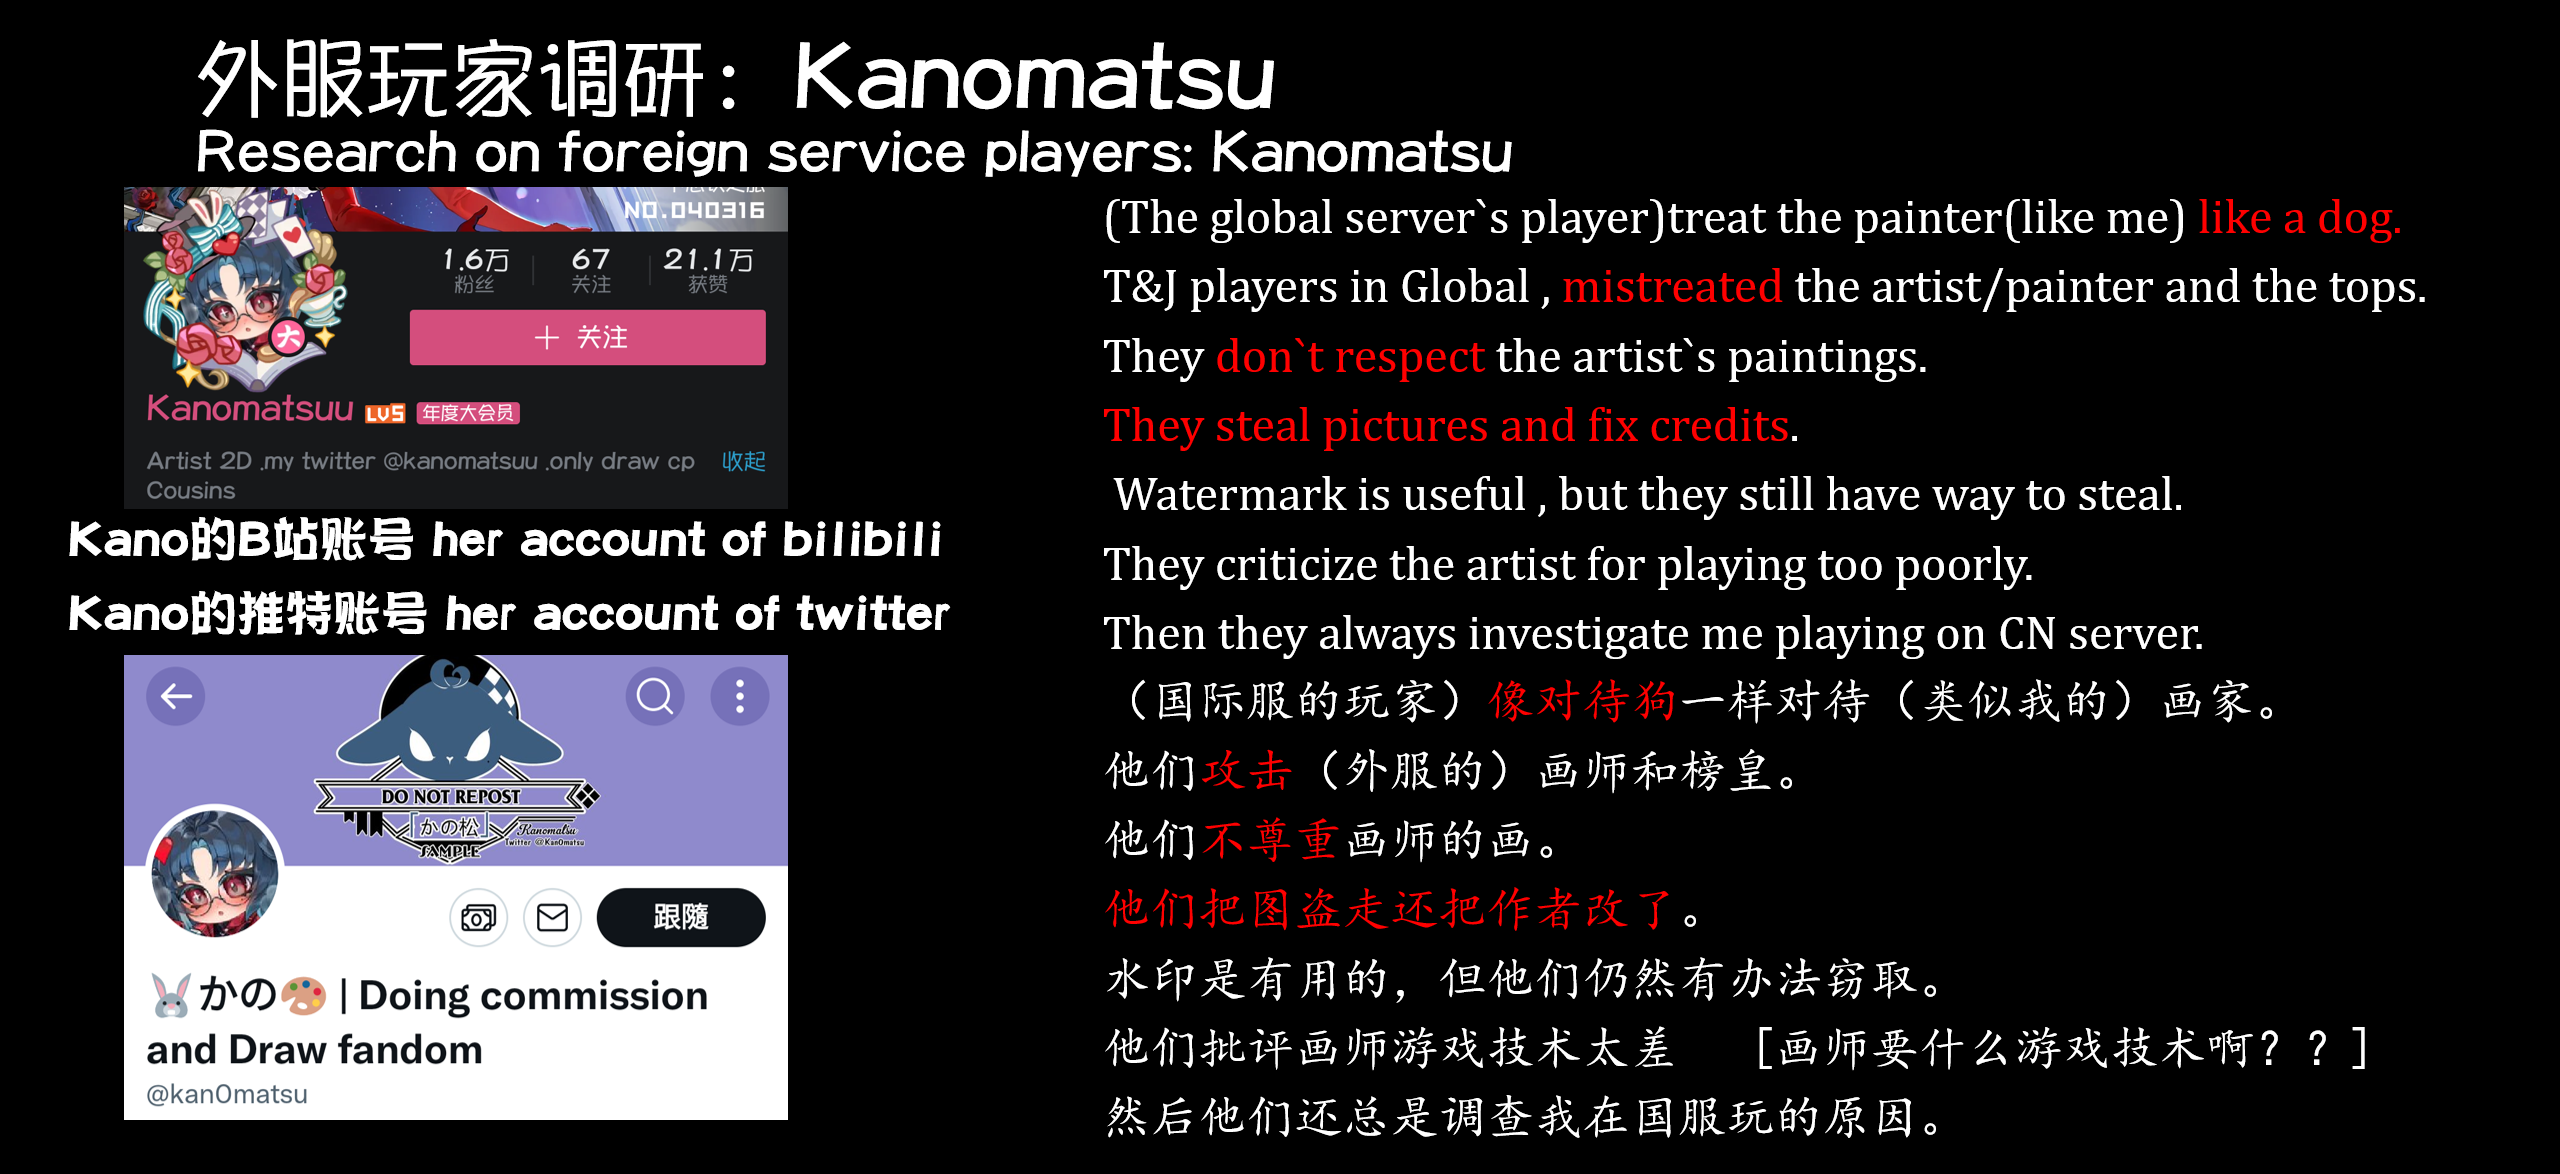 外服玩家调研：Kanomatsu
Research on foreign service players: Kanomatsu
NO.040316
1.6万
粉丝
67
关注
21.1万
获赞
＋ 关注
大
Kanomatsuu LV5 年度大会员
Artist 2D .my twitter @kanomatsuu .only draw cp 收起
Cousins
Kano的B站账号 her account of bilibili
Kano的推特账号 her account of twitter
DO NOT REPOST
「かの松」
Kanomatsu
Twitter @Kan0matsu
SAMPLE
跟隨
かの | Doing commission
and Draw fandom
@kan0matsu
(The global server`s player)treat the painter(like me) like a dog.
T&J players in Global , mistreated the artist/painter and the tops.
They don`t respect the artist`s paintings.
They steal pictures and fix credits.
Watermark is useful , but they still have way to steal.
They criticize the artist for playing too poorly.
Then they always investigate me playing on CN server.
（国际服的玩家）像对待狗一样对待（类似我的）画家。
他们攻击（外服的）画师和榜皇。
他们不尊重画师的画。
他们把图盗走还把作者改了。
水印是有用的，但他们仍然有办法窃取。
他们批评画师游戏技术太差 [画师要什么游戏技术啊？？]
然后他们还总是调查我在国服玩的原因。